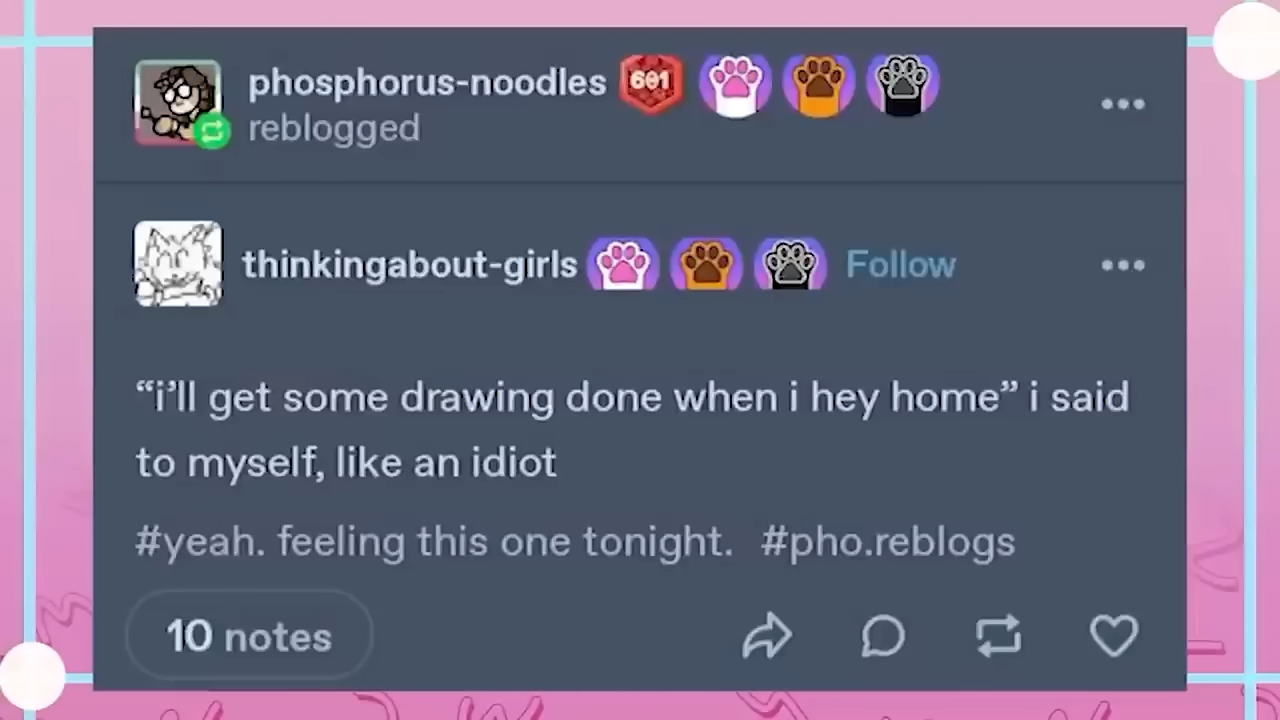 phosphorus-noodles 601
reblogged
thinkingabout-girls Follow
“i’ll get some drawing done when i hey home” i said
to myself, like an idiot
#yeah. feeling this one tonight. #pho.reblogs
10 notes